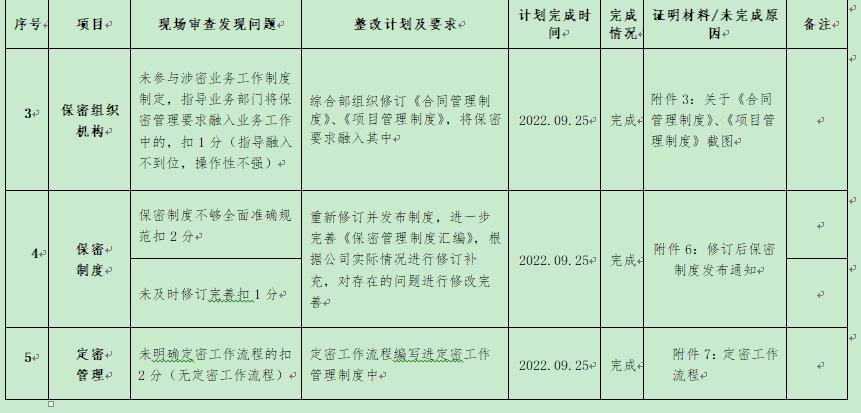 序号
项目
现场审查发现问题
整改计划及要求
计划完成时
间
完成
情况
证明材料/未完成原
因
备注
3
保密组织
机构
未参与涉密业务工作制度
制定，指导业务部门将保
密管理要求融入业务工作
中的，扣 1 分（指导融入
不到位，操作性不强）
综合部组织修订《合同管理制
度》、《项目管理制度》，将保密
要求融入其中
2022.09.25
完成
附件 3：关于《合同
管理制度》、《项目管
理制度》截图
4
保密
制度
保密制度不够全面准确规
范扣 2 分
未及时修订完善扣 1 分
重新修订并发布制度，进一步
完善《保密管理制度汇编》，根
据公司实际情况进行修订补
充，对存在的问题进行修改完
善
2022.09.25
完成
附件 6：修订后保密
制度发布通知
5
定密
管理
未明确定密工作流程的扣
2 分（无定密工作流程）
定密工作流程编写进定密工作
管理制度中
2022.09.25
完成
附件 7：定密工作
流程